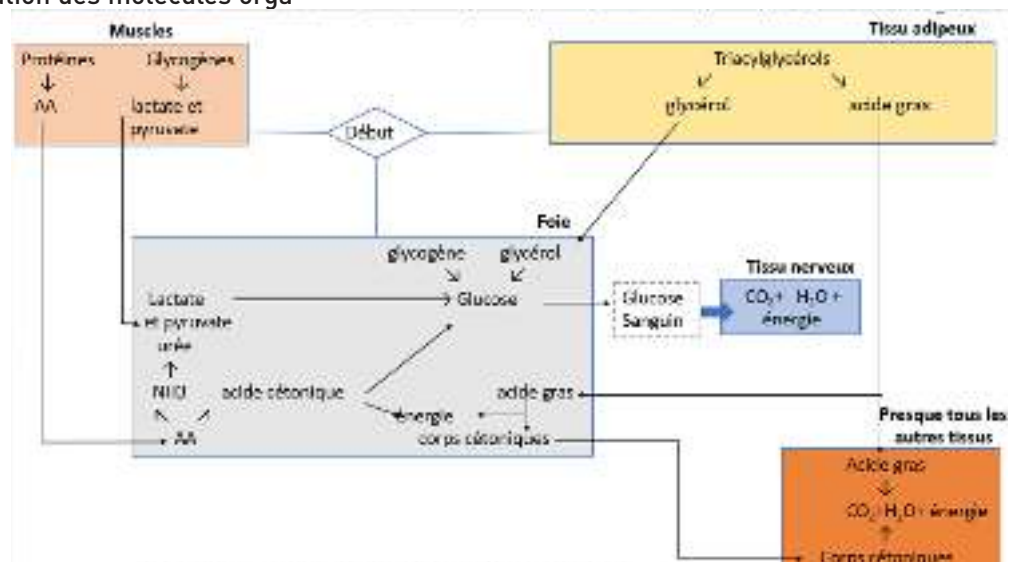 Muscles
Tissu adipeux
Protéines
Glycogènes
AA
lactate et
pyruvate
Triacylglycérols
glycérol
acide gras
Début
Foie
glycogène
glycérol
Lactate
et pyruvate
Glucose
urée
acide cétonique
acide gras
énergie
AA
corps cétoniques
Glucose
Sanguin
Tissu nerveux
CO₂+ H₂O +
énergie
Presque tous les
autres tissus
Acide gras
CO₂+H₂O+ énergie
Corps cétoniques